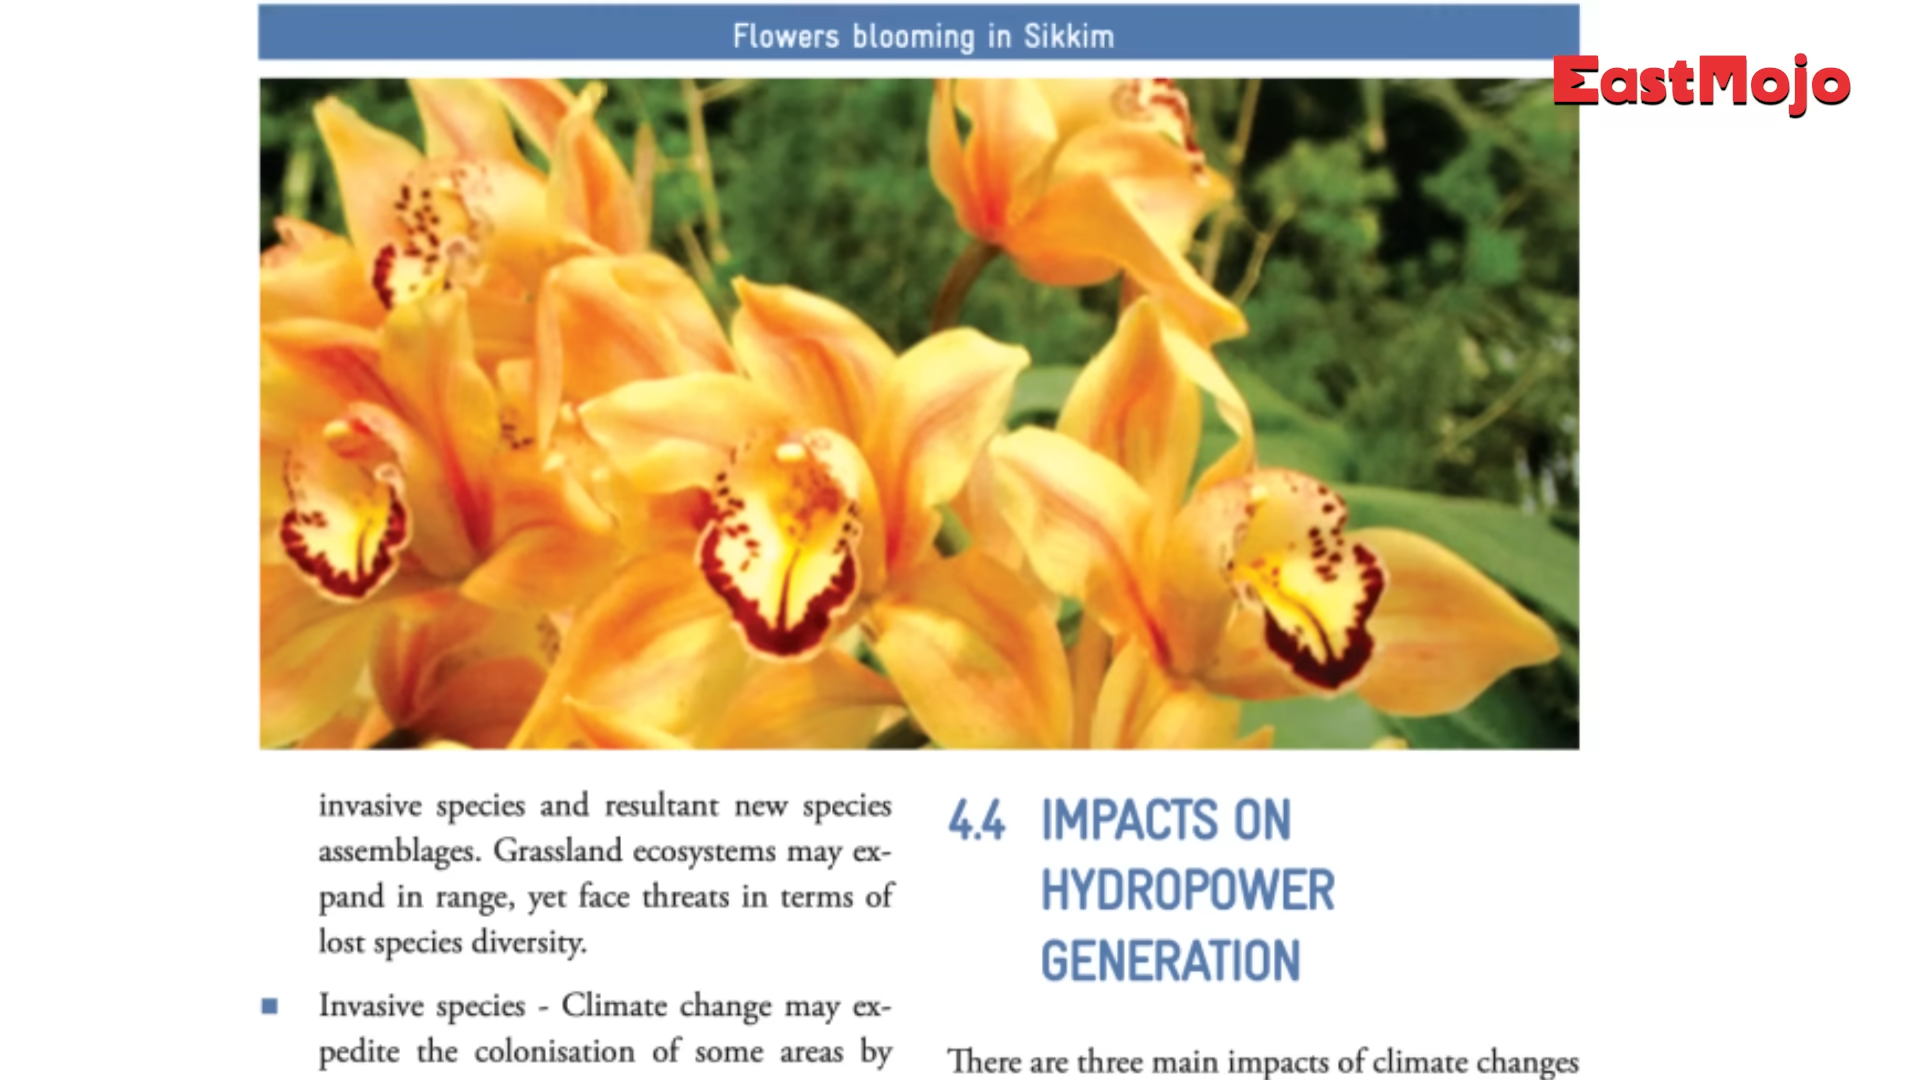 Flowers blooming in Sikkim
EastMojo
invasive species and resultant new species
assemblages. Grassland ecosystems may ex-
pand in range, yet face threats in terms of
lost species diversity.
■ Invasive species - Climate change may ex-
pedite the colonisation of some areas by
4.4 IMPACTS ON
HYDROPOWER
GENERATION
There are three main impacts of climate changes